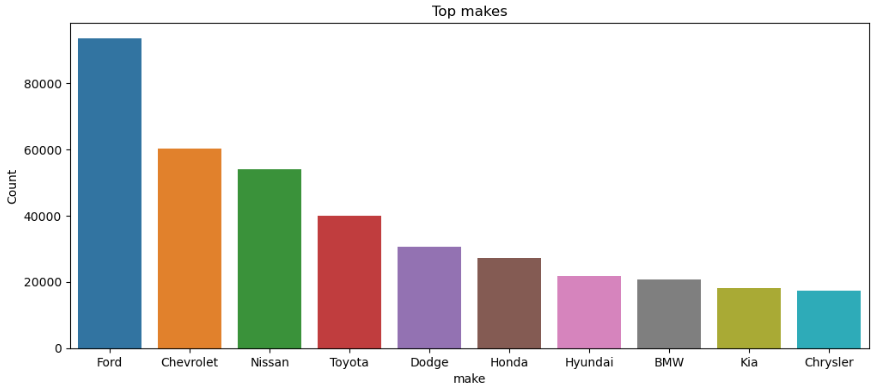 Top makes
Count
80000
60000
40000
20000
0
Ford Chevrolet Nissan Toyota Dodge Honda Hyundai BMW Kia Chrysler
make